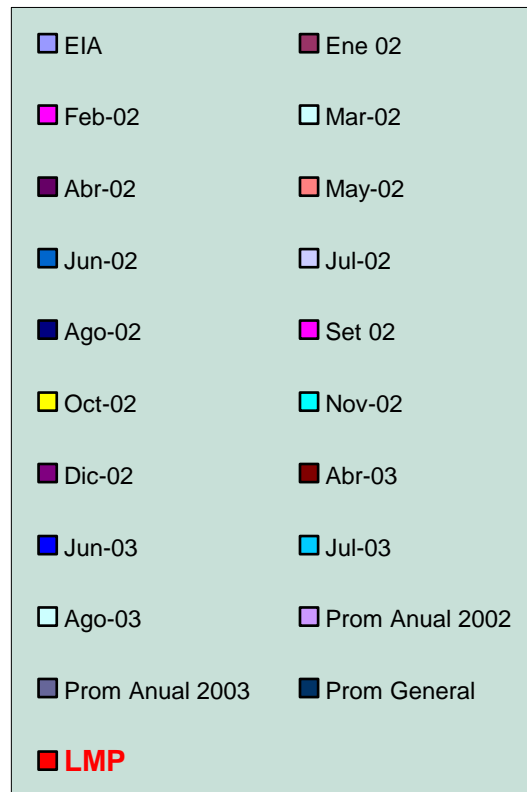 EIA Ene 02
Feb-02 Mar-02
Abr-02 May-02
Jun-02 Jul-02
Ago-02 Set 02
Oct-02 Nov-02
Dic-02 Abr-03
Jun-03 Jul-03
Ago-03 Prom Anual 2002
Prom Anual 2003 Prom General
LMP